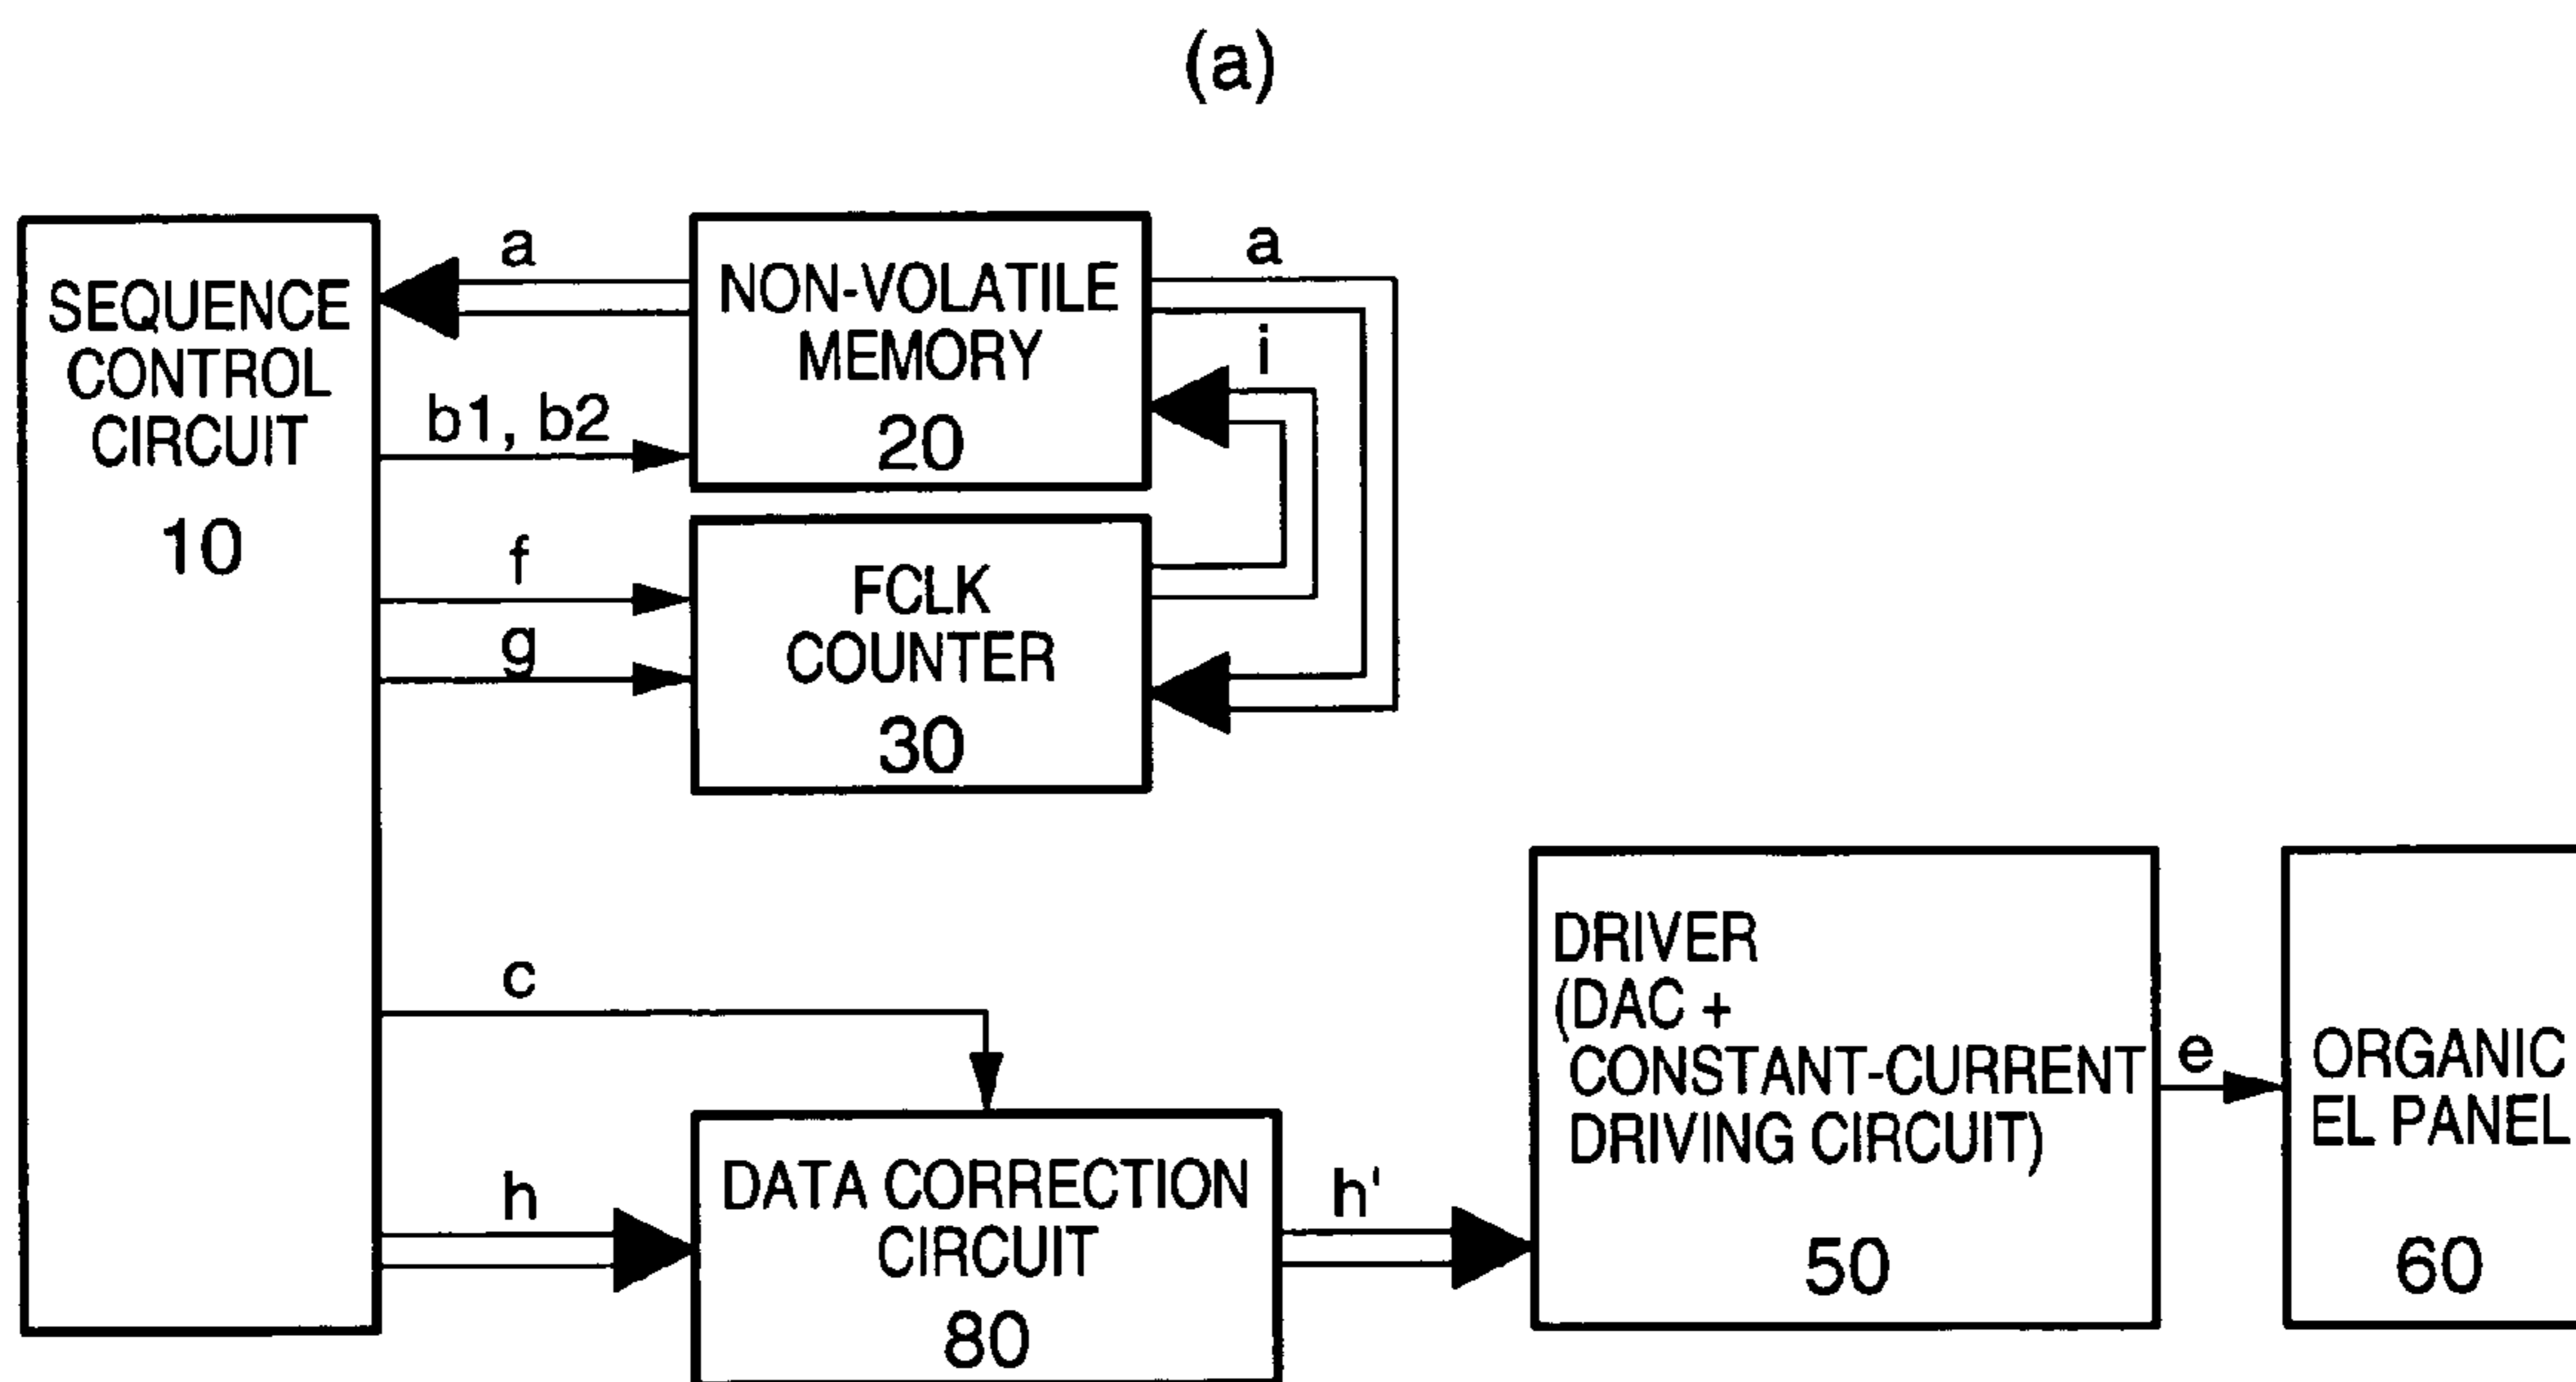 (a)
SEQUENCE
CONTROL
CIRCUIT
10
a
b1, b2
f
g
NON-VOLATILE
MEMORY
20
a
i
FCLK
COUNTER
30
c
h
DATA CORRECTION
CIRCUIT
80
h'
DRIVER
(DAC +
CONSTANT-CURRENT
DRIVING CIRCUIT)
50
e
ORGANIC
EL PANEL
60